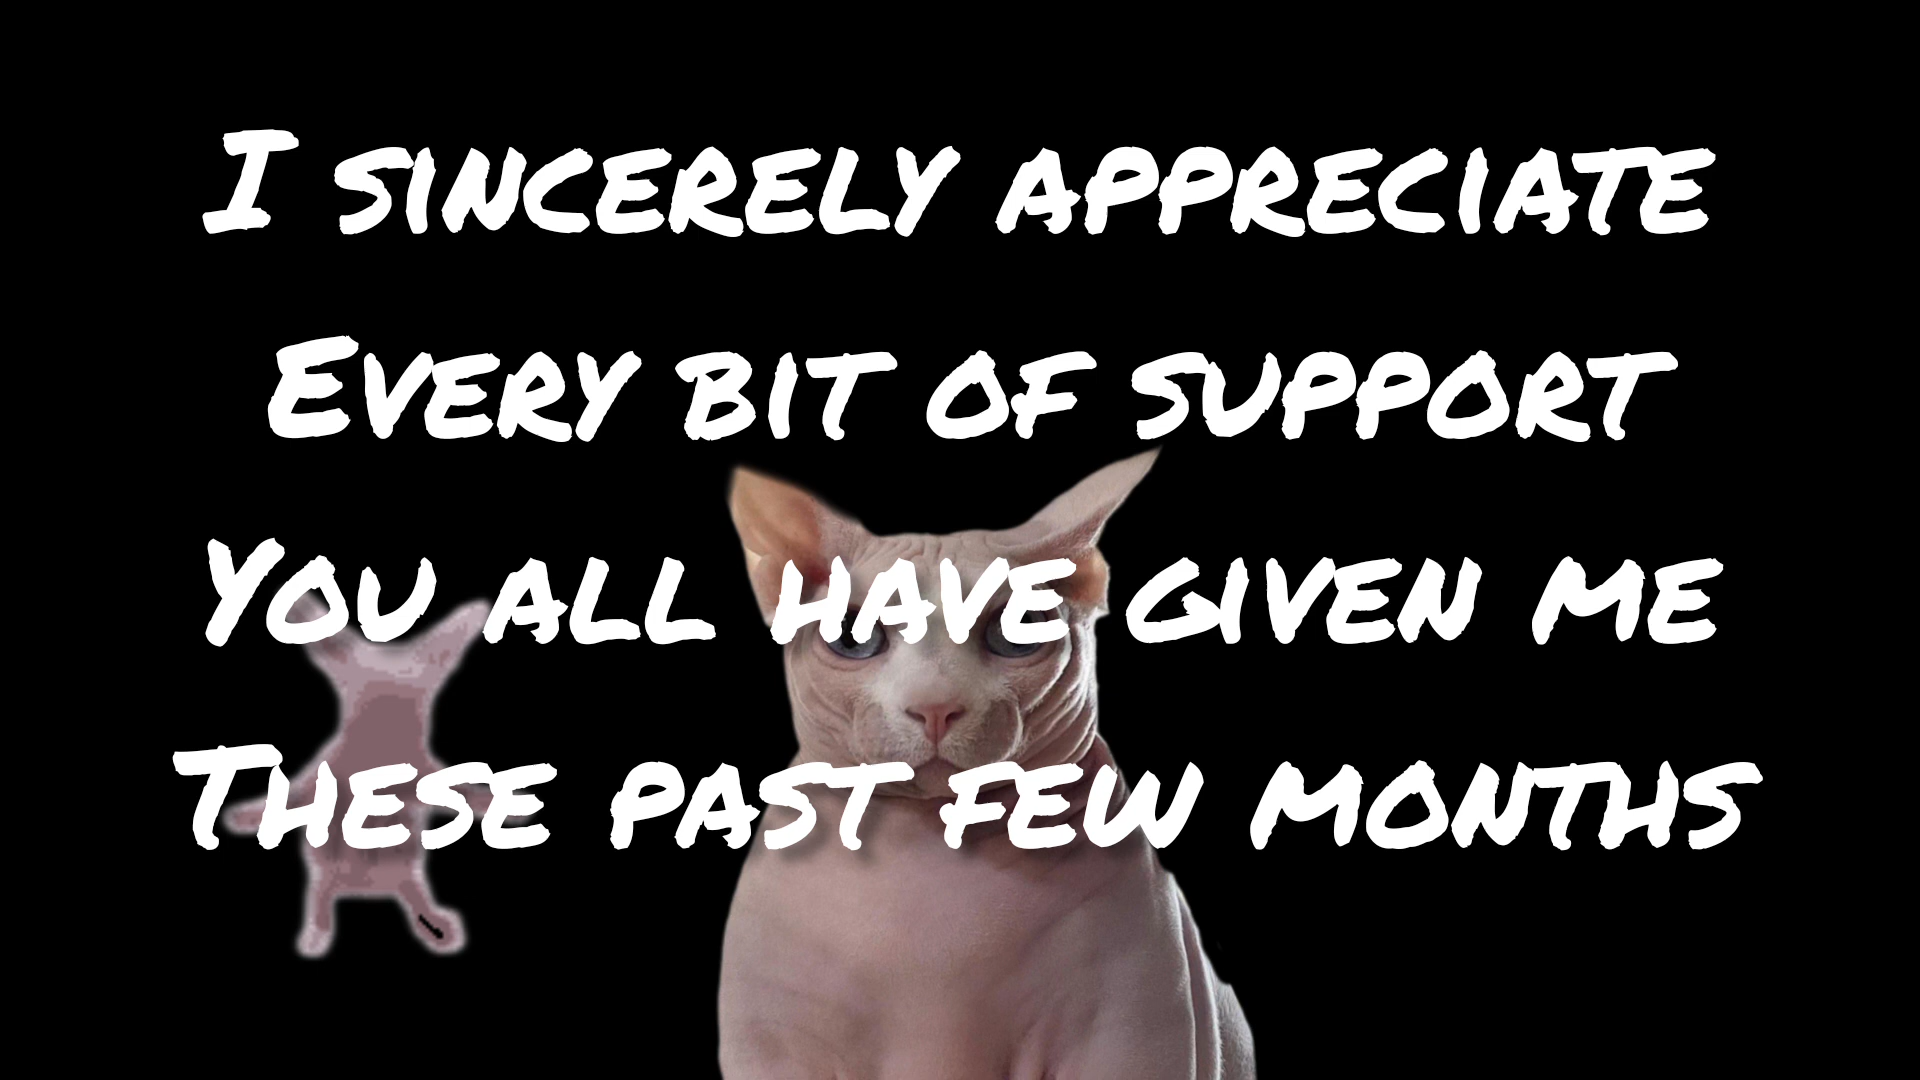 I sincerely appreciate
Every bit of support
You all have given me
These past few months